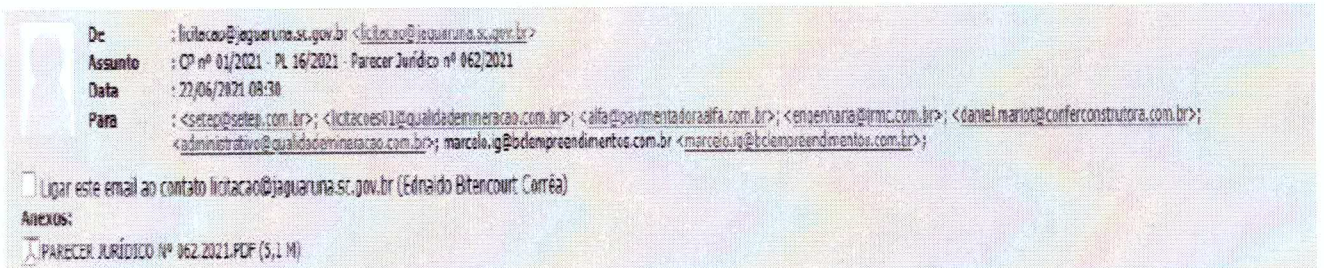 De : licitacao@jaguaruna.sc.gov.br <licitacao@jaguaruna.sc.gov.br>
Assunto : CP nº 01/2021 - PL 16/2021 - Parecer Jurídico nº 062/2021
Data : 22/06/2021 08:30
Para : <setep@setep.com.br>; <licitacoes01@qualidademineracao.com.br>; <alfa@pavimentadoraalfa.com.br>; <engenharia@jrmc.com.br>; <daniel.mariot@conferconstrutora.com.br>;
<administrativo@qualidademineracao.com.br>; marcelo.ig@bclempreendimentos.com.br <marcelo.ig@bclempreendimentos.com.br>;
Ligar este email ao contato licitacao@jaguaruna.sc.gov.br (Ednaldo Bitencourt Corrêa)
Anexos:
PARECER JURÍDICO Nº 062.2021.PDF (5,1 M)